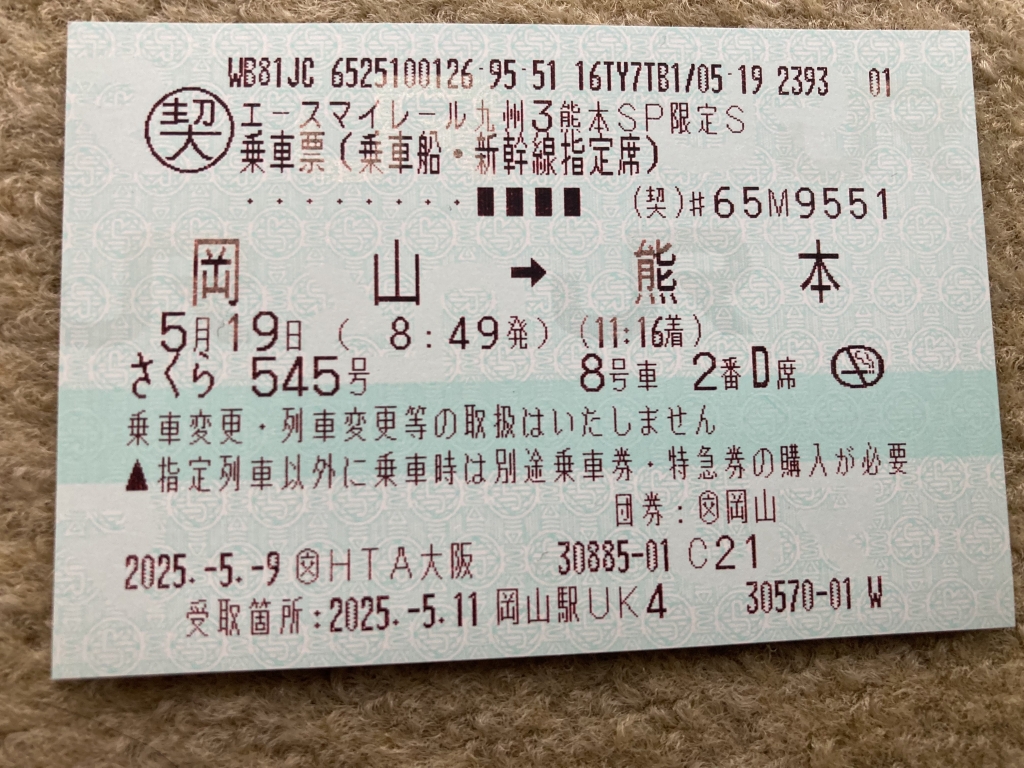 WB81JC 6525100126-95-51 16TY7TB1/05-19 2393 01
契 エースマイレール九州3熊本SP限定S
乗車票(乗車船・新幹線指定席)
・・・・・・・・■■■■ (契)#65M9551
岡山→熊本
5月19日( 8:49発)(11:16着)
さくら 545号 8号車 2番D席
乗車変更・列車変更等の取扱はいたしません
▲指定列車以外に乗車時は別途乗車券・特急券の購入が必要
団券:㊋岡山
2025.-5.-9 HTA大阪 30885-01 C21
受取箇所:2025.-5.11 岡山駅UK4 30570-01 W